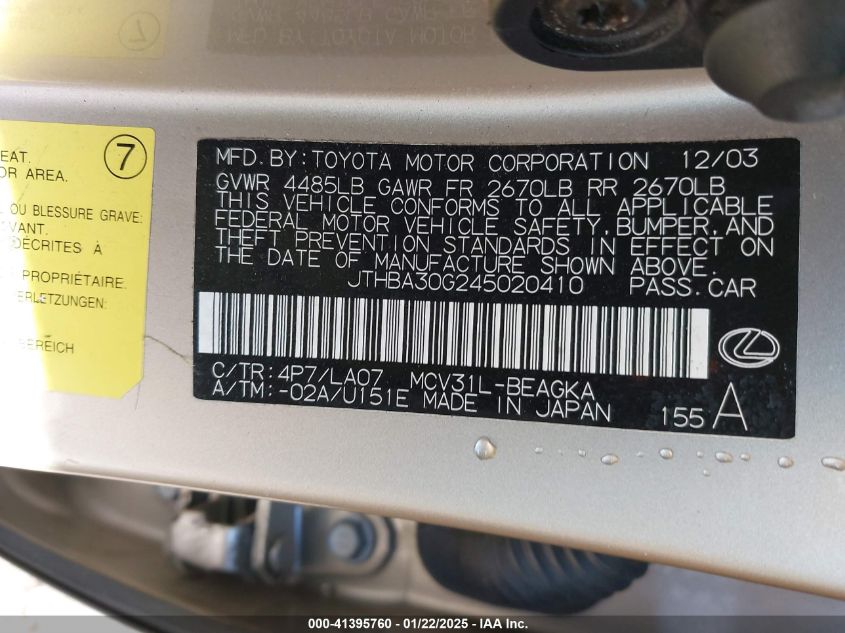 MFD. BY: TOYOTA MOTOR CORPORATION 12/03
GVWR 4485LB GAWR FR 2670LB RR 2670LB
THIS VEHICLE CONFORMS TO ALL APPLICABLE
FEDERAL MOTOR VEHICLE SAFETY, BUMPER, AND
THEFT PREVENTION STANDARDS IN EFFECT ON
THE DATE OF MANUFACTURE SHOWN ABOVE.
JTHBA30G245020410 PASS. CAR
C/TR: 4P7/LA07 MCV31L-BEAGKA
A/TM: -02A/U151E MADE IN JAPAN
155 A
7
EAT.
OR AREA.
OU BLESSURE GRAVE:
DÉCRITES À
PROPRIÉTAIRE.
BEREICH
000-41395760 - 01/22/2025 - IAA Holdings, LLC.